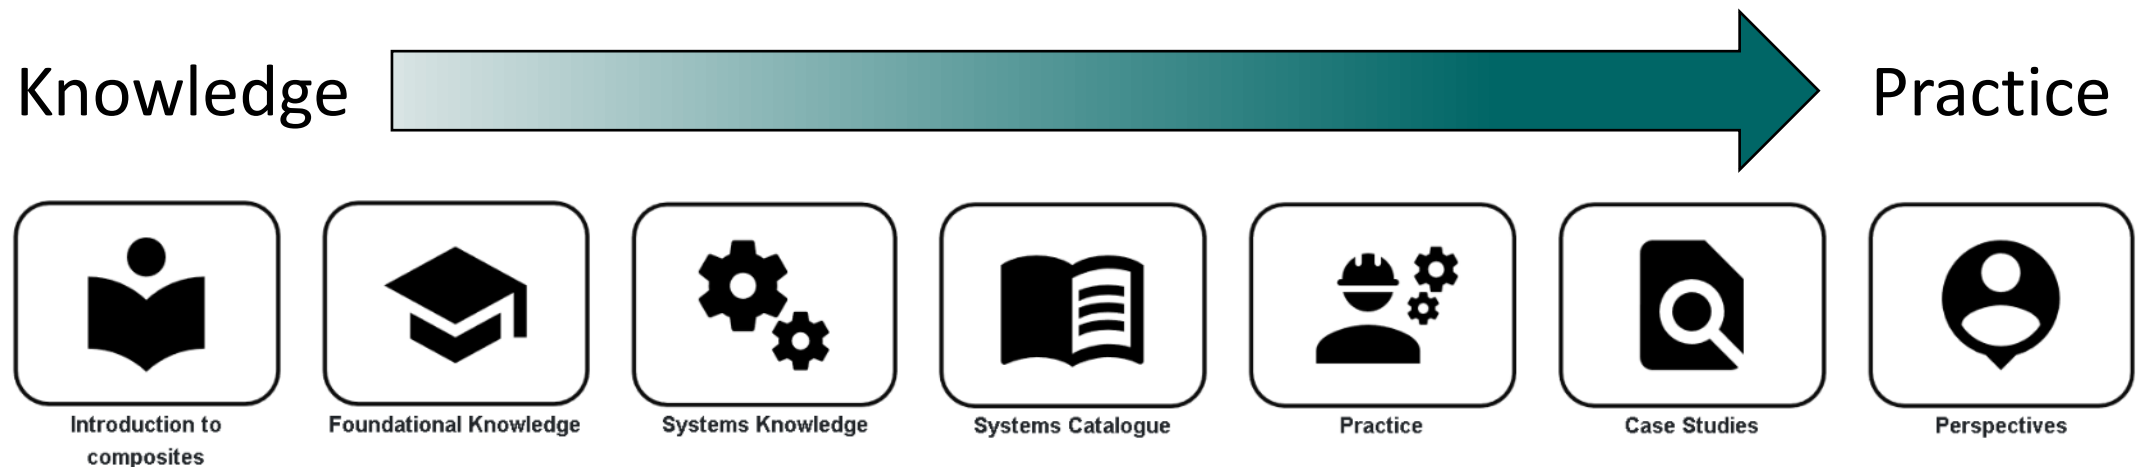 Knowledge
Practice
Introduction to
composites
Foundational Knowledge
Systems Knowledge
Systems Catalogue
Practice
Case Studies
Perspectives